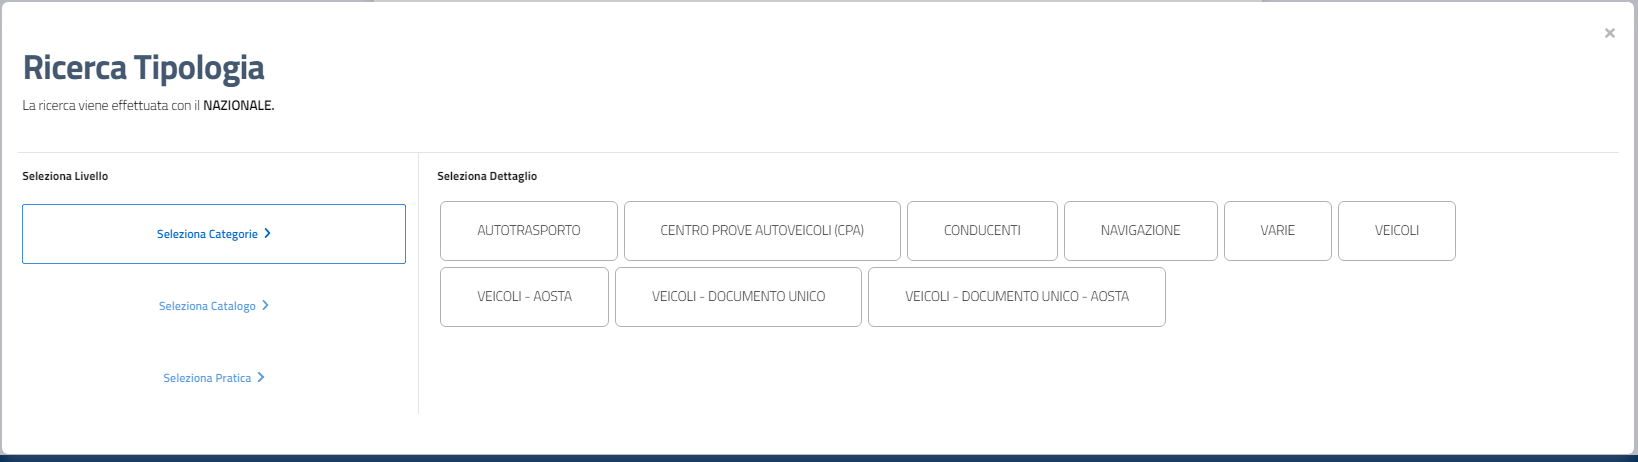 Ricerca Tipologia
La ricerca viene effettuata con il NAZIONALE.
Seleziona Livello
Seleziona Categorie
Seleziona Catalogo
Seleziona Pratica
Seleziona Dettaglio
AUTOTRASPORTO
CENTRO PROVE AUTOVEICOLI (CPA)
CONDUCENTI
NAVIGAZIONE
VARIE
VEICOLI
VEICOLI - AOSTA
VEICOLI - DOCUMENTO UNICO
VEICOLI - DOCUMENTO UNICO - AOSTA